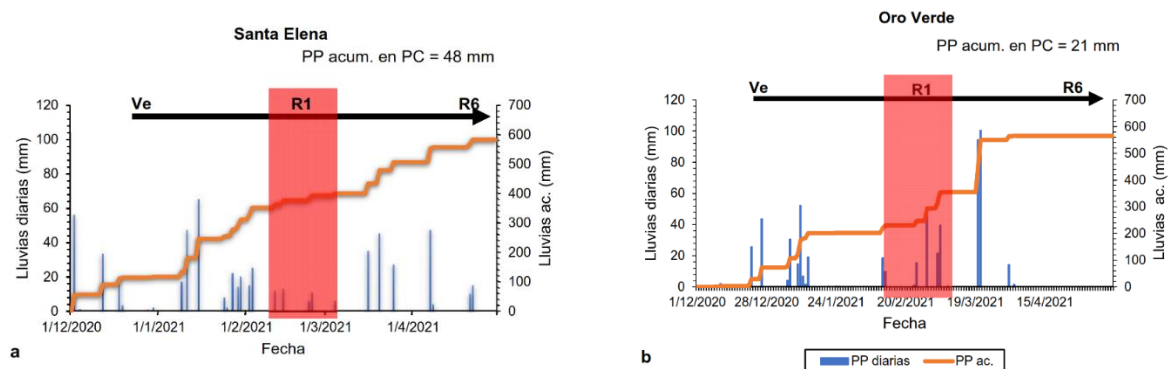 Santa Elena
PP acum. en PC = 48 mm
Ve
R1
R6
120
100
80
60
40
20
0
Lluvias diarias (mm)
700
600
500
400
300
200
100
0
Lluvias ac. (mm)
1/12/2020 1/1/2021 1/2/2021 1/3/2021 1/4/2021
Fecha
a
Oro Verde
PP acum. en PC = 21 mm
Ve
R1
R6
120
100
80
60
40
20
0
Lluvias diarias (mm)
700
600
500
400
300
200
100
0
Lluvias ac. (mm)
1/12/2020 28/12/2020 24/1/2021 20/2/2021 19/3/2021 15/4/2021
Fecha
b
PP diarias PP ac.